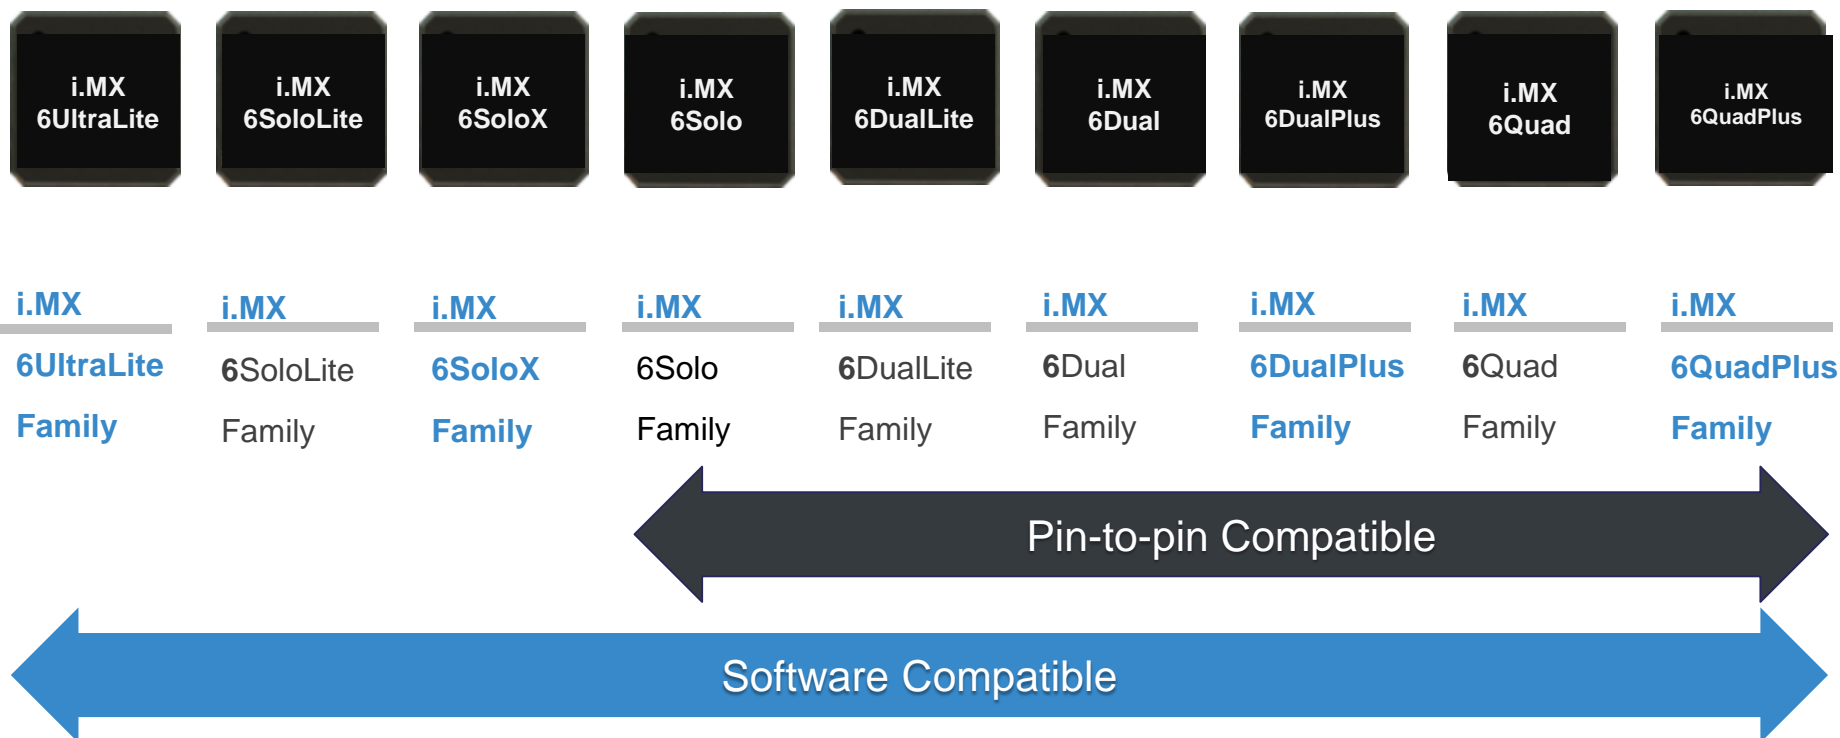 i.MX
6UltraLite
i.MX
6SoloLite
i.MX
6SoloX
i.MX
6Solo
i.MX
6DualLite
i.MX
6Dual
i.MX
6DualPlus
i.MX
6Quad
i.MX
6QuadPlus
i.MX
6UltraLite
Family
i.MX
6SoloLite
Family
i.MX
6SoloX
Family
i.MX
6Solo
Family
i.MX
6DualLite
Family
i.MX
6Dual
Family
i.MX
6DualPlus
Family
i.MX
6Quad
Family
i.MX
6QuadPlus
Family
Pin-to-pin Compatible
Software Compatible